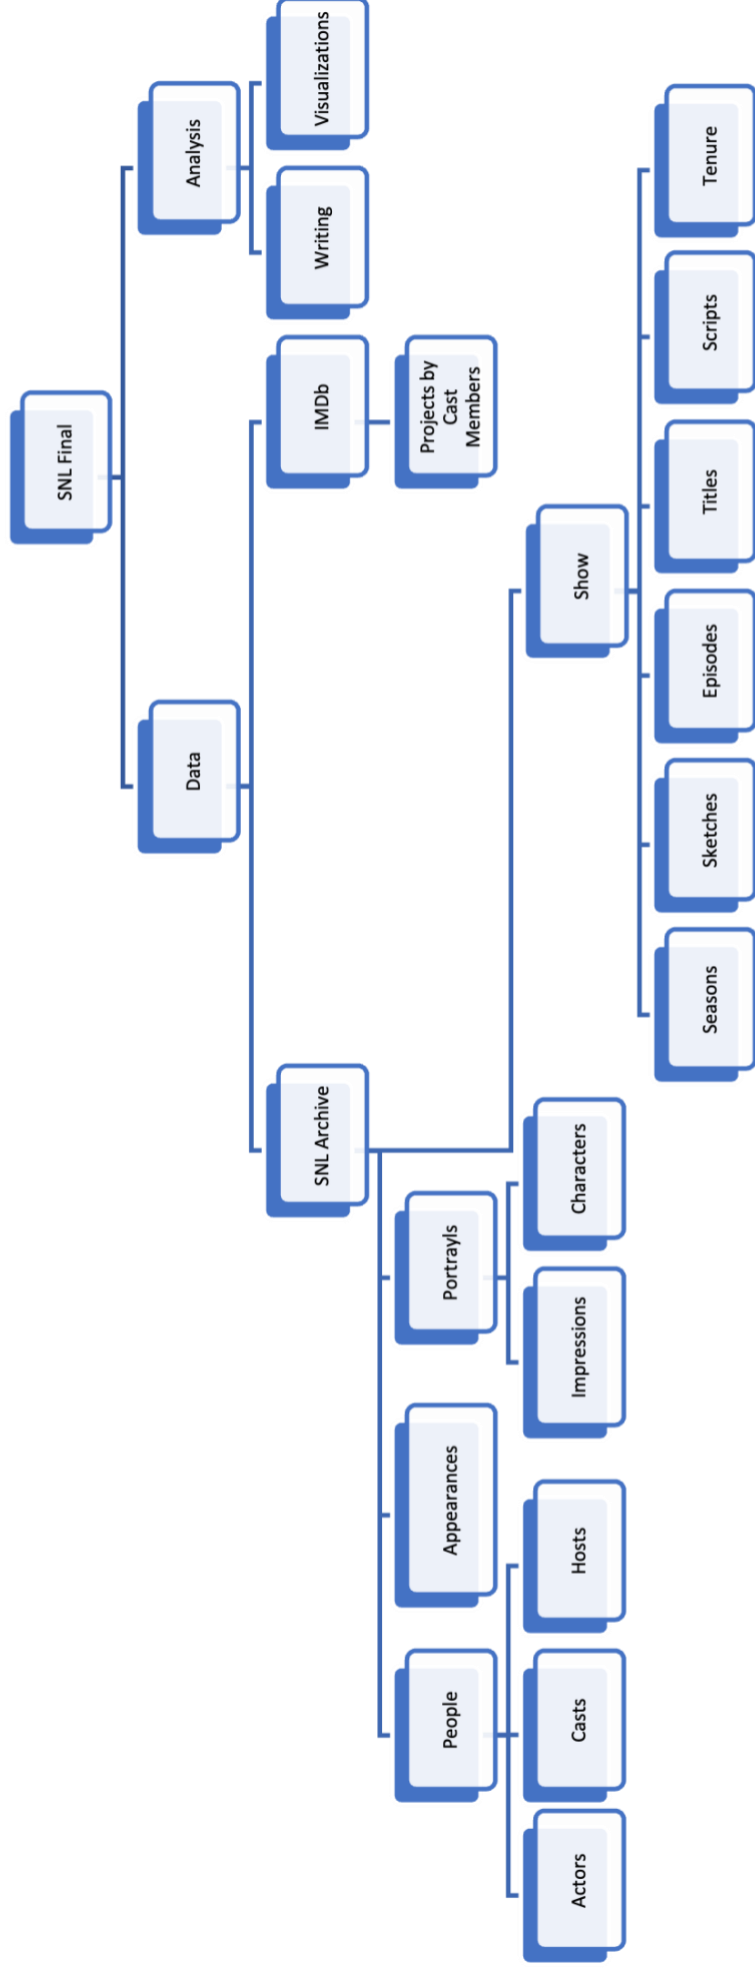 SNL Final
Data
Analysis
SNL Archive
IMDb
Writing
Visualizations
People
Appearances
Portrayls
Projects by
Cast
Members
Actors
Casts
Hosts
Impressions
Characters
Show
Seasons
Sketches
Episodes
Titles
Scripts
Tenure